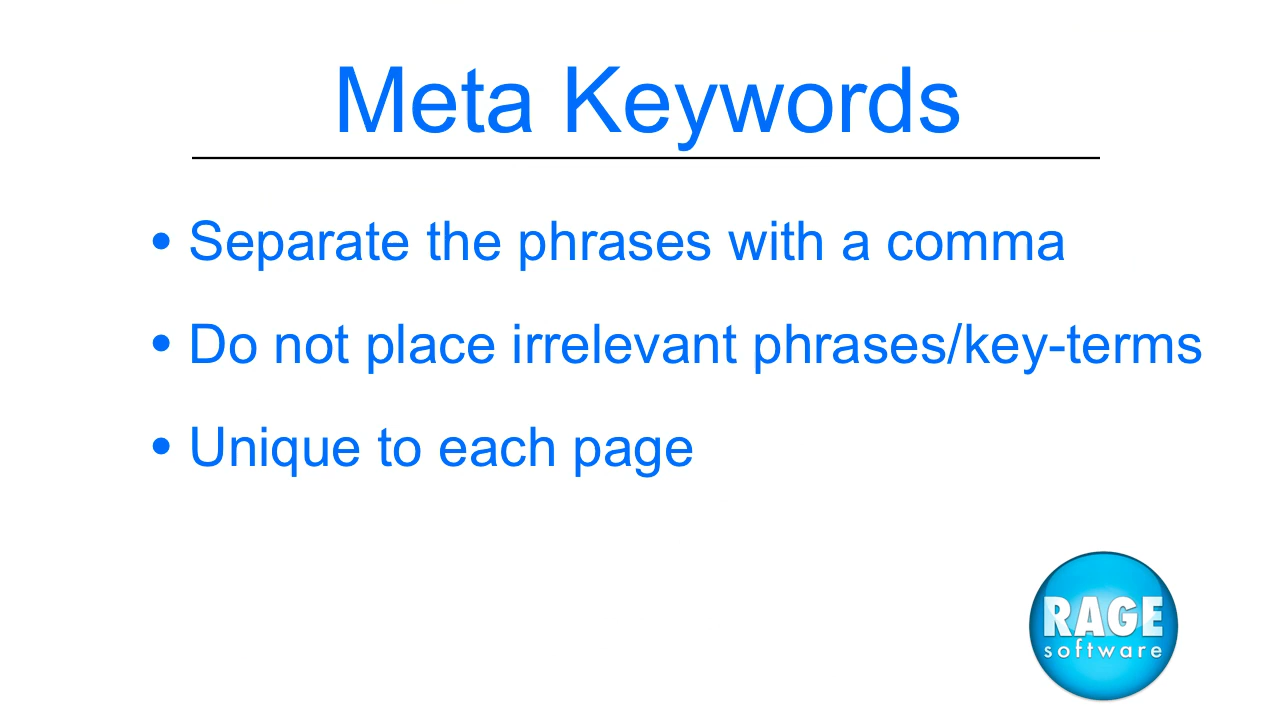 Meta Keywords
• Separate the phrases with a comma
• Do not place irrelevant phrases/key-terms
• Unique to each page
RAGE
software